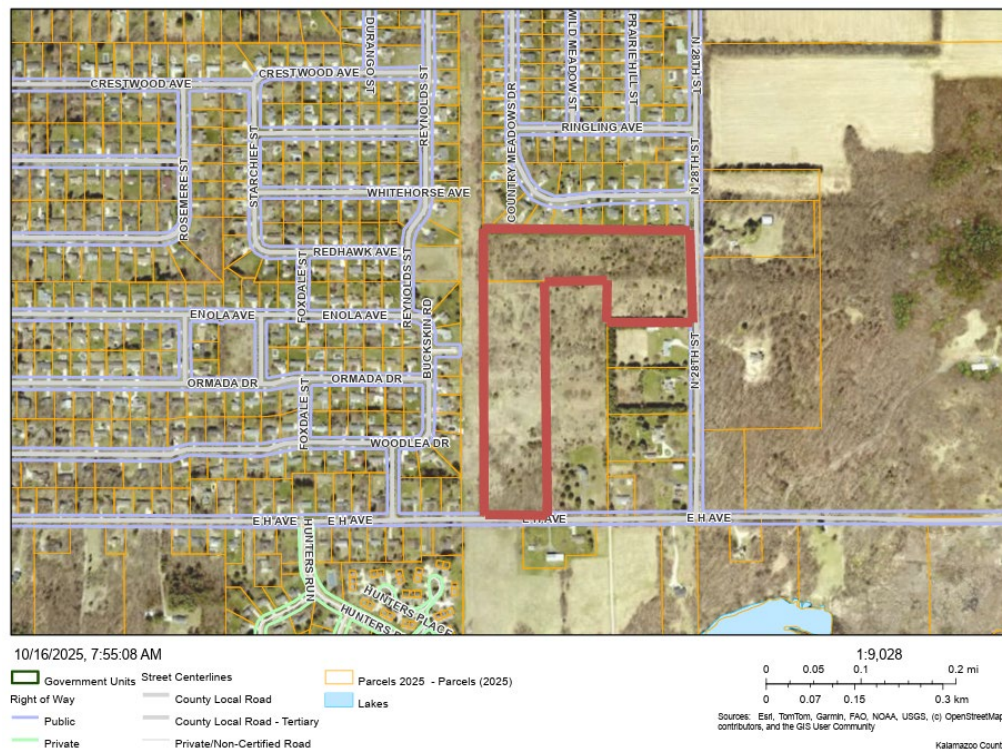 DURANGO ST
WILD MEADOW ST
PRAIRIE HILL ST
N 28TH ST
CRESTWOOD AVE
CRESTWOOD AVE
REYNOLDS ST
COUNTRY MEADOWS DR
RINGLING AVE
STARCHIEF ST
ROSEMERE ST
WHITEHORSE AVE
N 28TH ST
REDHAWK AVE
FOXDALE ST
REYNOLDS ST
ENOLA AVE
ENOLA AVE
BUCKSKIN RD
N 28TH ST
ORMADA DR
ORMADA DR
FOXDALE ST
WOODLEA DR
E H AVE
E H AVE
E H AVE
E H AVE
HUNTERS RUN
HUNTERS PLACE
10/16/2025, 7:55:08 AM
1:9,028
Government Units
Street Centerlines
Parcels 2025 - Parcels (2025)
Right of Way
County Local Road
Lakes
Public
County Local Road - Tertiary
Private
Private/Non-Certified Road
0 0.05 0.1 0.2 mi
0 0.07 0.15 0.3 km
Sources: Esri, TomTom, Garmin, FAO, NOAA, USGS, (c) OpenStreetMap
contributors, and the GIS User Community
Kalamazoo Count